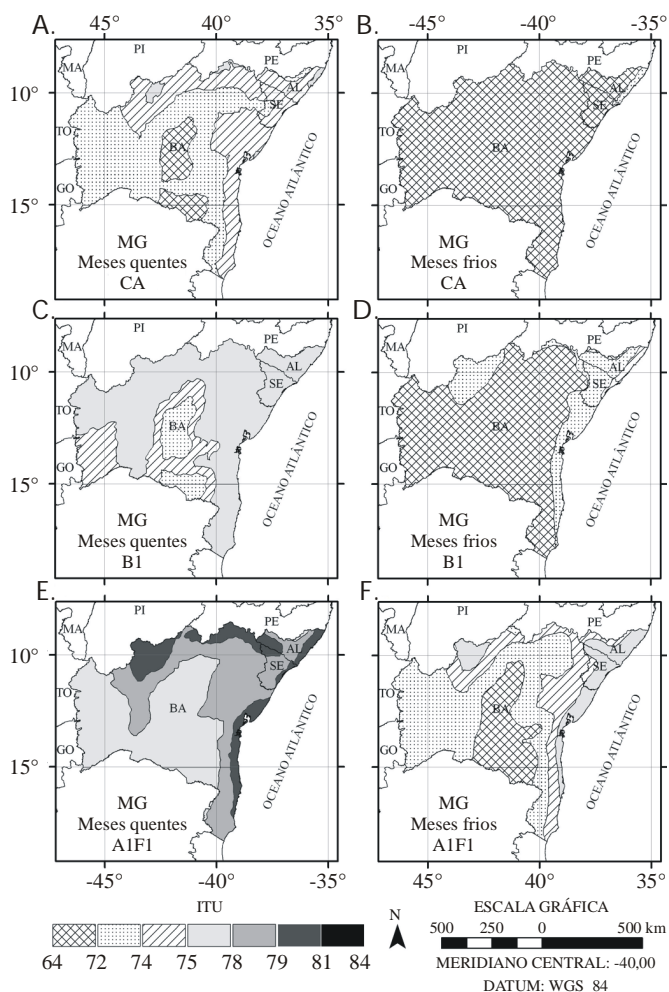 A.
B.
-45° -40° -35°
-45° -40° -35°
PI
PE
MA
AL
SE
10°
TO
BA
GO
15°
OCEANO ATLÂNTICO
MG
Meses quentes
CA
PI
PE
MA
AL
SE
TO
BA
GO
OCEANO ATLÂNTICO
MG
Meses frios
CA
C.
D.
PI
PE
MA
AL
SE
10°
TO
BA
GO
15°
OCEANO ATLÂNTICO
MG
Meses quentes
B1
PI
PE
MA
AL
SE
TO
BA
GO
OCEANO ATLÂNTICO
MG
Meses frios
B1
E.
F.
PI
PE
MA
AL
SE
10°
TO
BA
GO
15°
OCEANO ATLÂNTICO
MG
Meses quentes
A1F1
PI
PE
MA
AL
SE
TO
BA
GO
OCEANO ATLÂNTICO
MG
Meses frios
A1F1
-45° -40° -35°
-45° -40° -35°
ITU
64 72 74 75 78 79 81 84
N
ESCALA GRÁFICA
500 250 0 500 km
MERIDIANO CENTRAL: -40,00
DATUM: WGS 84